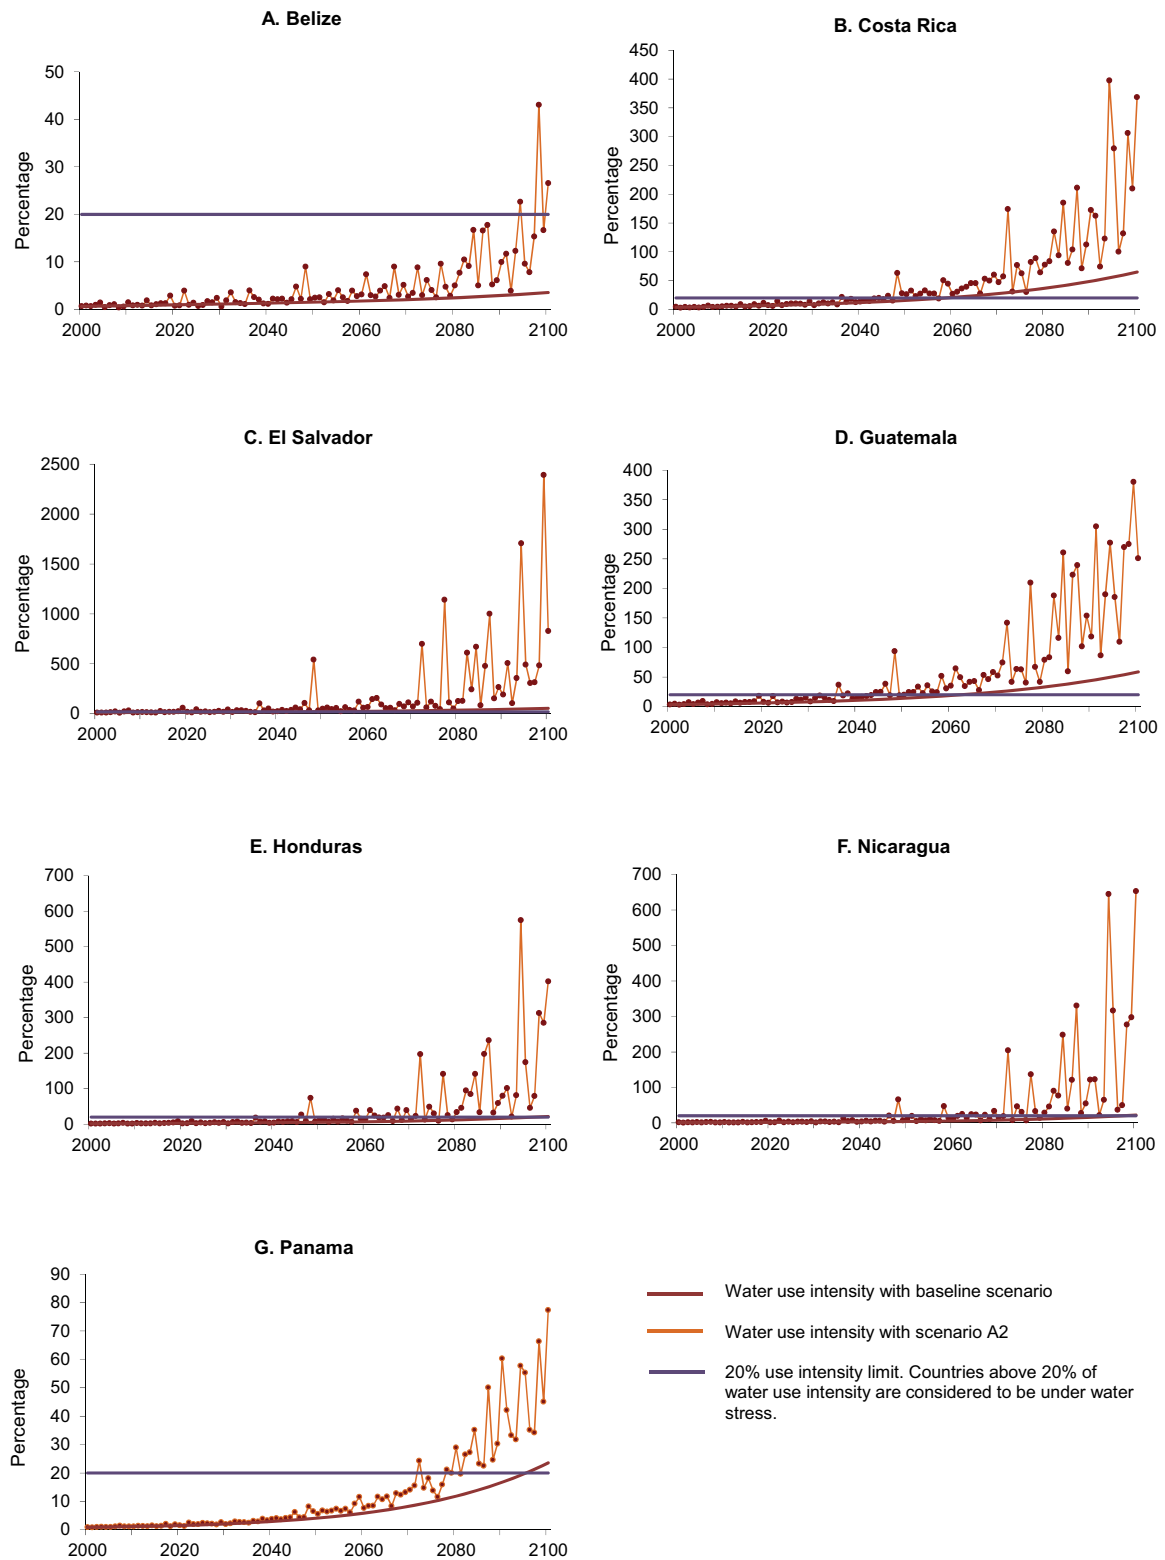 A. Belize
50
40
30
20
10
0
Percentage
2000 2020 2040 2060 2080 2100
B. Costa Rica
450
400
350
300
250
200
150
100
50
0
Percentage
2000 2020 2040 2060 2080 2100
C. El Salvador
2500
2000
1500
1000
500
0
Percentage
2000 2020 2040 2060 2080 2100
D. Guatemala
400
350
300
250
200
150
100
50
0
Percentage
2000 2020 2040 2060 2080 2100
E. Honduras
700
600
500
400
300
200
100
0
Percentage
2000 2020 2040 2060 2080 2100
F. Nicaragua
700
600
500
400
300
200
100
0
Percentage
2000 2020 2040 2060 2080 2100
G. Panama
90
80
70
60
50
40
30
20
10
0
Percentage
2000 2020 2040 2060 2080 2100
Water use intensity with baseline scenario
Water use intensity with scenario A2
20% use intensity limit. Countries above 20% of
water use intensity are considered to be under water
stress.